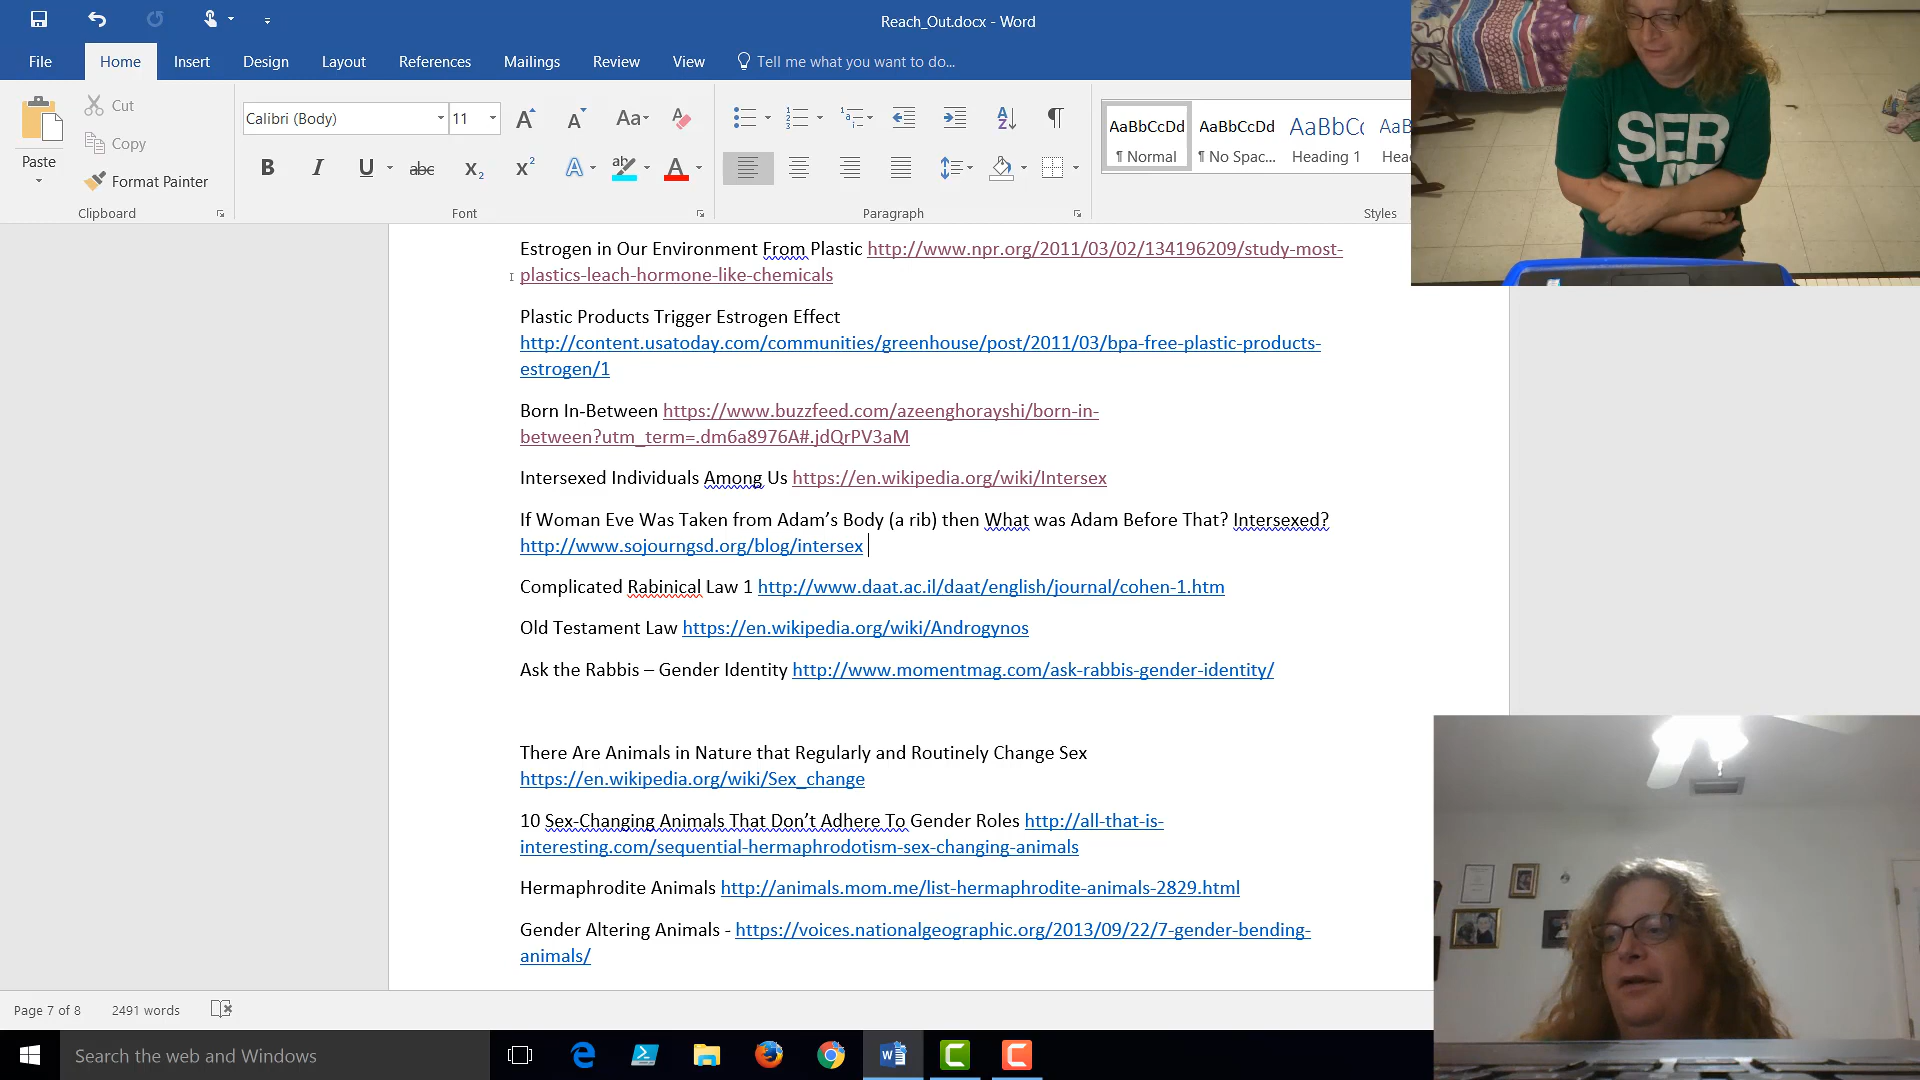 Reach_Out.docx - Word
File Home Insert Design Layout References Mailings Review View Tell me what you want to do...
Cut
Copy
Paste
Format Painter
Clipboard
Calibri (Body) 11
Font
Paragraph
AaBbCcDd AaBbCcDd AaBbCc AaB
¶ Normal ¶ No Spac... Heading 1 Hea
Styles
SER
Estrogen in Our Environment From Plastic http://www.npr.org/2011/03/02/134196209/study-most-
plastics-leach-hormone-like-chemicals
Plastic Products Trigger Estrogen Effect
http://content.usatoday.com/communities/greenhouse/post/2011/03/bpa-free-plastic-products-
estrogen/1
Born In-Between https://www.buzzfeed.com/azeenghorayshi/born-in-
between?utm_term=.dm6a8976A#.jdQrPV3aM
Intersexed Individuals Among Us https://en.wikipedia.org/wiki/Intersex
If Woman Eve Was Taken from Adam’s Body (a rib) then What was Adam Before That? Intersexed?
http://www.sojourngsd.org/blog/intersex
Complicated Rabinical Law 1 http://www.daat.ac.il/daat/english/journal/cohen-1.htm
Old Testament Law https://en.wikipedia.org/wiki/Androgynos
Ask the Rabbis – Gender Identity http://www.momentmag.com/ask-rabbis-gender-identity/
There Are Animals in Nature that Regularly and Routinely Change Sex
https://en.wikipedia.org/wiki/Sex_change
10 Sex-Changing Animals That Don’t Adhere To Gender Roles http://all-that-is-
interesting.com/sequential-hermaphrodotism-sex-changing-animals
Hermaphrodite Animals http://animals.mom.me/list-hermaphrodite-animals-2829.html
Gender Altering Animals - https://voices.nationalgeographic.org/2013/09/22/7-gender-bending-
animals/
Page 7 of 8 2491 words
Search the web and Windows